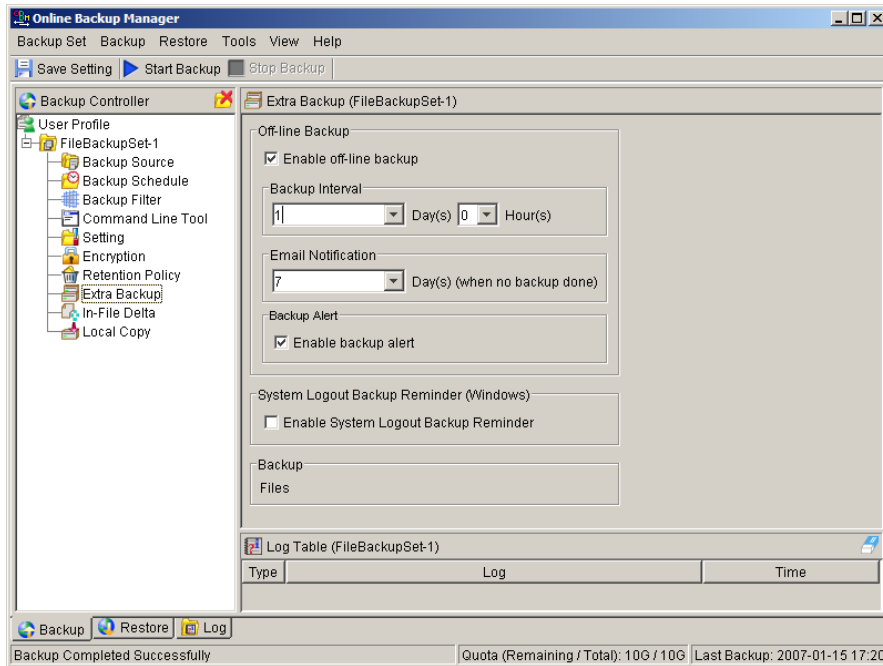 Online Backup Manager
Backup Set Backup Restore Tools View Help
Save Setting Start Backup Stop Backup
Backup Controller
User Profile
FileBackupSet-1
Backup Source
Backup Schedule
Backup Filter
Command Line Tool
Setting
Encryption
Retention Policy
Extra Backup
In-File Delta
Local Copy
Extra Backup (FileBackupSet-1)
Off-line Backup
Enable off-line backup
Backup Interval
1 Day(s) 0 Hour(s)
Email Notification
7 Day(s) (when no backup done)
Backup Alert
Enable backup alert
System Logout Backup Reminder (Windows)
Enable System Logout Backup Reminder
Backup
Files
Log Table (FileBackupSet-1)
Type Log Time
Backup Restore Log
Backup Completed Successfully Quota (Remaining / Total): 10G / 10G Last Backup: 2007-01-15 17:20